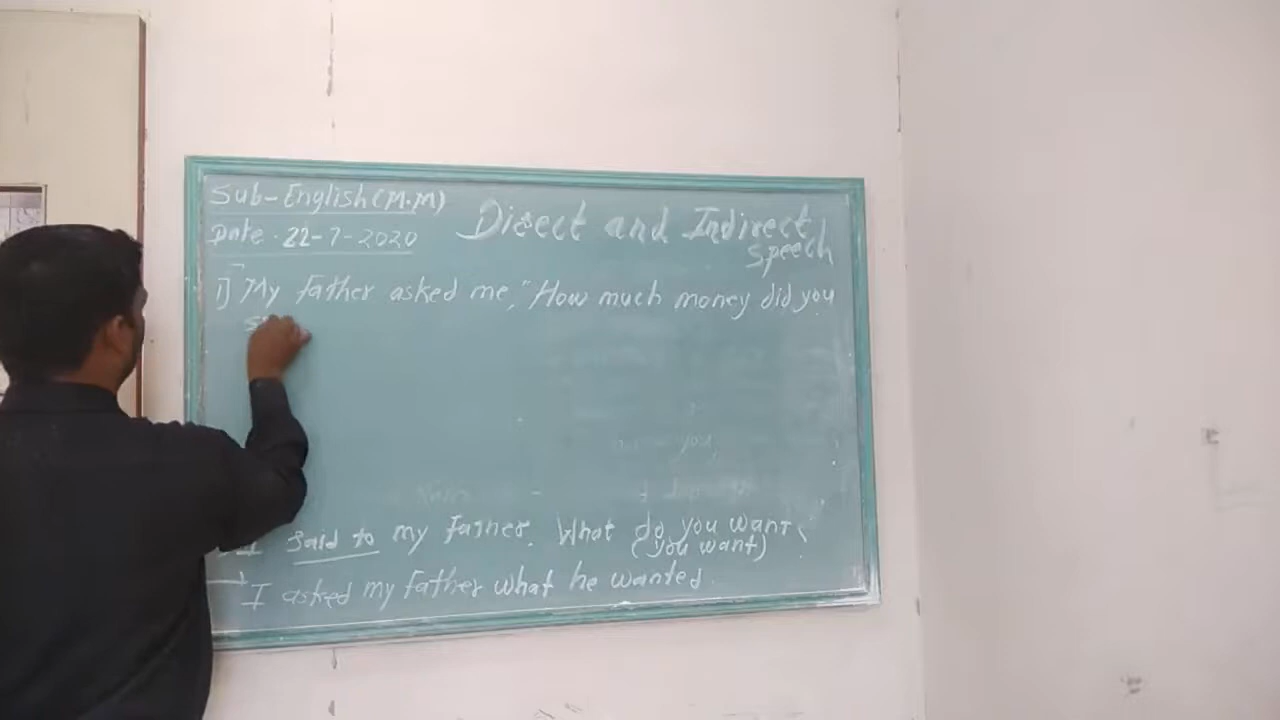 Sub-English(M.M)
Date. 22-7-2020
Direct and Indirect
Speech
1) My father asked me, "How much money did you
I said to my father. What do you want
(you want)
→ I asked my father what he wanted.